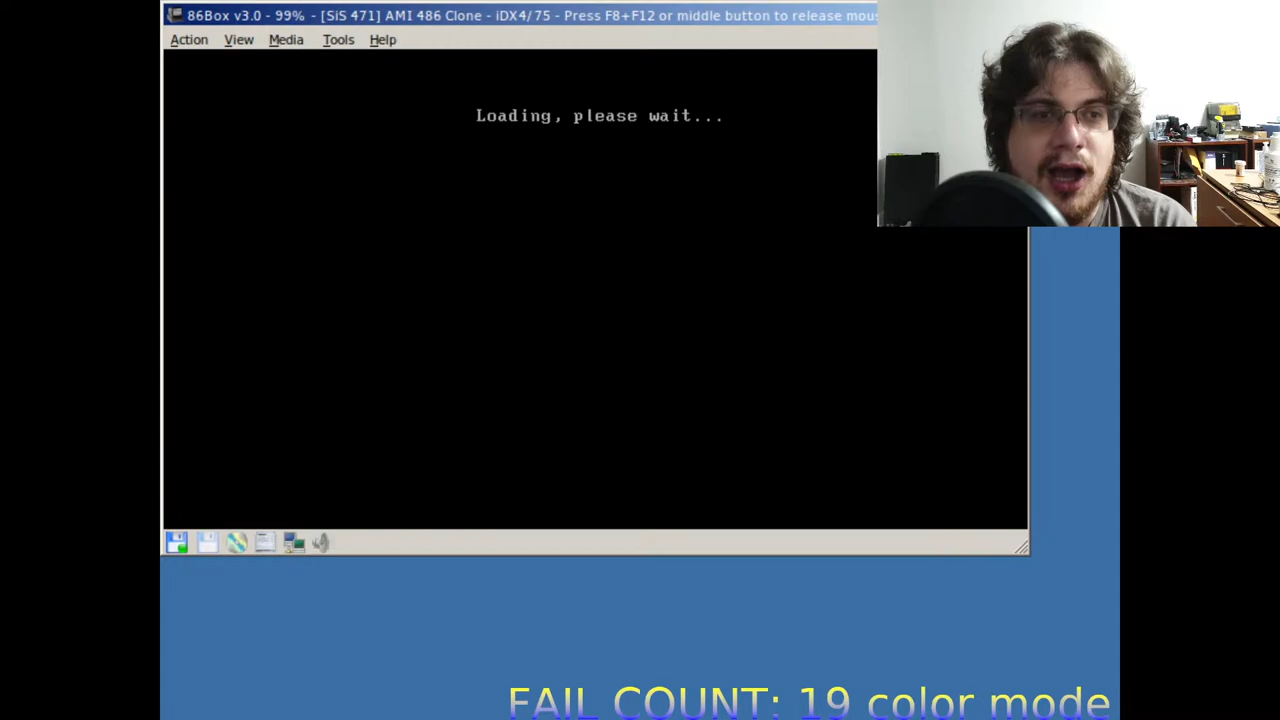 86Box v3.0 - 99% - [SiS 471] AMI 486 Clone - iDX4/75 - Press F8+F12 or middle button to release mou
Action View Media Tools Help
Loading, please wait...
FAIL COUNT: 19 color mode